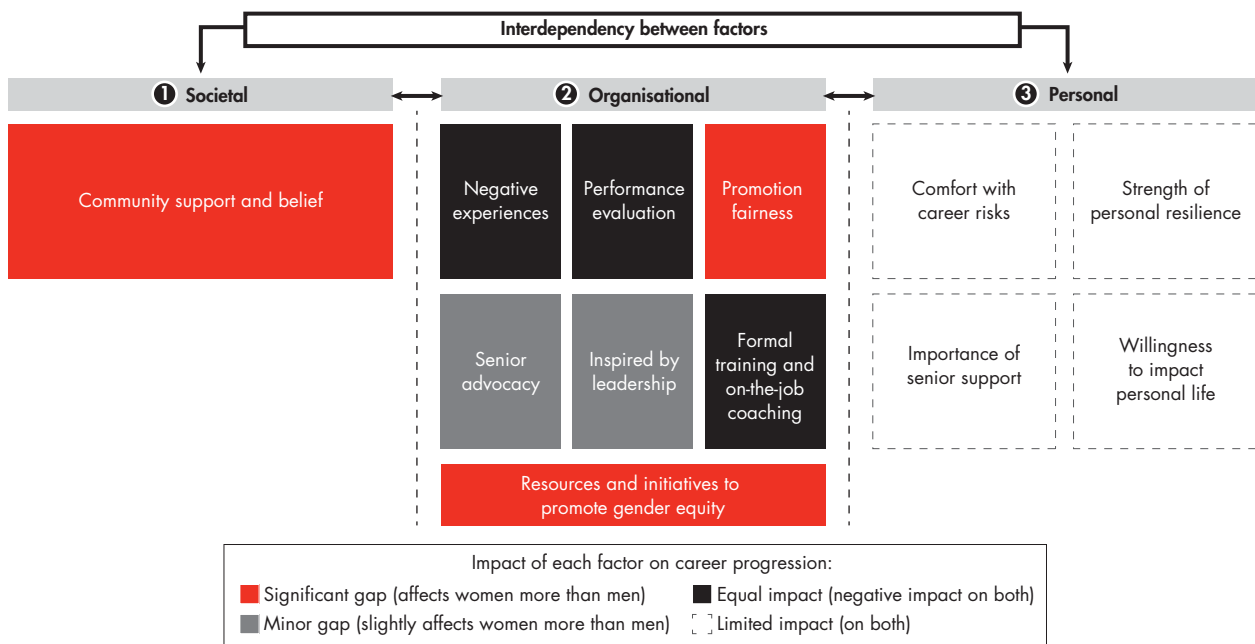 Interdependency between factors
1 Societal
2 Organisational
3 Personal
Community support and belief
Negative
experiences
Performance
evaluation
Promotion
fairness
Comfort with
career risks
Strength of
personal resilience
Senior
advocacy
Inspired by
leadership
Formal
training and
on-the-job
coaching
Importance of
senior support
Willingness
to impact
personal life
Resources and initiatives to
promote gender equity
Impact of each factor on career progression:
Significant gap (affects women more than men)
Equal impact (negative impact on both)
Minor gap (slightly affects women more than men)
Limited impact (on both)